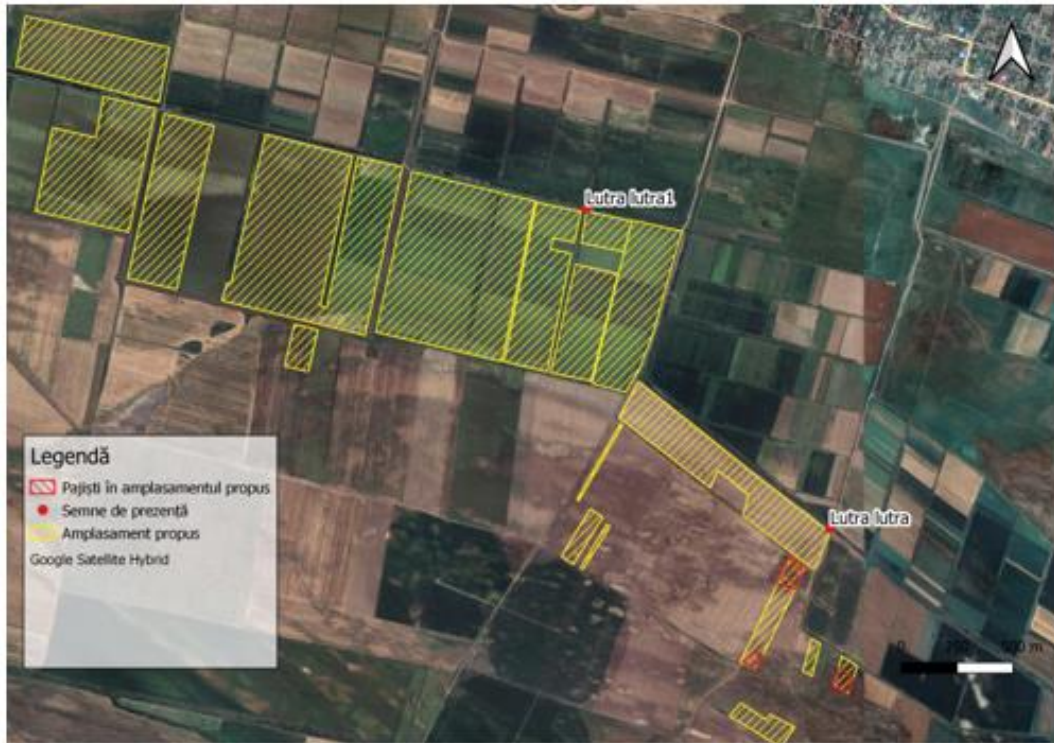 Lutra lutra1
Legendă
Pajiști în amplasamentul propus
Semne de prezență
Amplasament propus
Google Satellite Hybrid
Lutra lutra
0 250 500 m